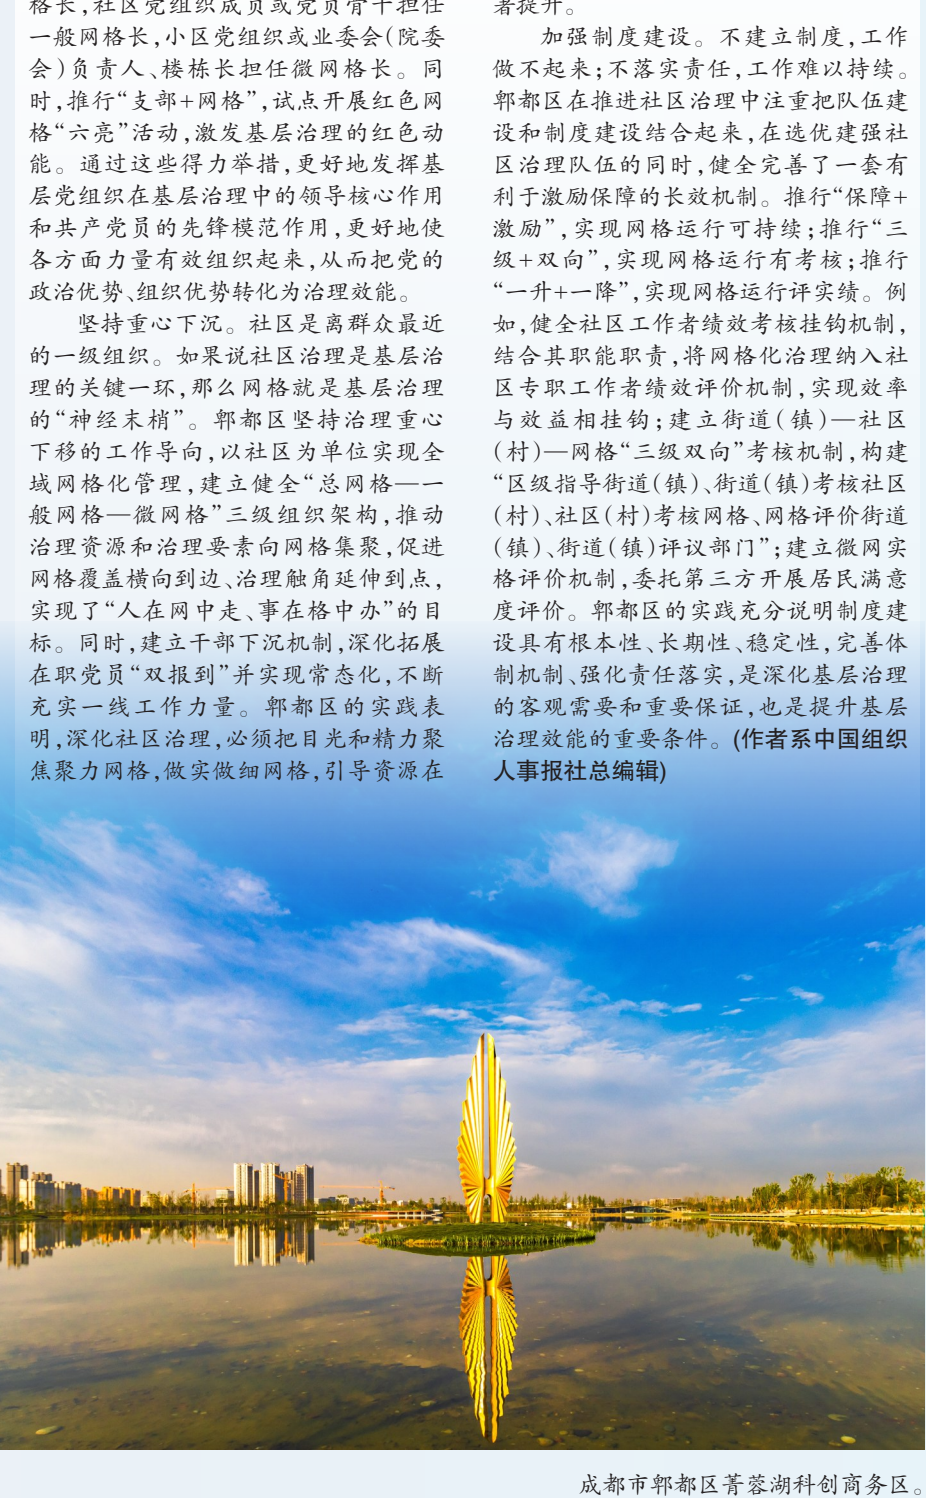 格长,社区党组织成员或党员骨干担任
一般网格长,小区党组织或业委会(院委
会)负责人、楼栋长担任微网格长。同
时,推行“支部+网格”,试点开展红色网
格“六亮”活动,激发基层治理的红色动
能。通过这些得力举措,更好地发挥基
层党组织在基层治理中的领导核心作用
和共产党员的先锋模范作用,更好地使
各方面力量有效组织起来,从而把党的
政治优势、组织优势转化为治理效能。
坚持重心下沉。社区是离群众最近
的一级组织。如果说社区治理是基层治
理的关键一环,那么网格就是基层治理
的“神经末梢”。郫都区坚持治理重心
下移的工作导向,以社区为单位实现全
域网格化管理,建立健全“总网格—一
般网格—微网格”三级组织架构,推动
治理资源和治理要素向网格集聚,促进
网格覆盖横向到边、治理触角延伸到点,
实现了“人在网中走、事在格中办”的目
标。同时,建立干部下沉机制,深化拓展
在职党员“双报到”并实现常态化,不断
充实一线工作力量。郫都区的实践表
明,深化社区治理,必须把目光和精力聚
焦聚力网格,做实做细网格,引导资源在
著提升。
加强制度建设。不建立制度,工作
做不起来;不落实责任,工作难以持续。
郫都区在推进社区治理中注重把队伍建
设和制度建设结合起来,在选优建强社
区治理队伍的同时,健全完善了一套有
利于激励保障的长效机制。推行“保障+
激励”,实现网格运行可持续;推行“三
级+双向”,实现网格运行有考核;推行
“一升+一降”,实现网格运行评实绩。例
如,健全社区工作者绩效考核挂钩机制,
结合其职能职责,将网格化治理纳入社
区专职工作者绩效评价机制,实现效率
与效益相挂钩;建立街道(镇)—社区
(村)—网格“三级双向”考核机制,构建
“区级指导街道(镇)、街道(镇)考核社区
(村)、社区(村)考核网格、网格评价街道
(镇)、街道(镇)评议部门”;建立微网实
格评价机制,委托第三方开展居民满意
度评价。郫都区的实践充分说明制度建
设具有根本性、长期性、稳定性,完善体
制机制、强化责任落实,是深化基层治理
的客观需要和重要保证,也是提升基层
治理效能的重要条件。(作者系中国组织
人事报社总编辑)
成都市郫都区菁蓉湖科创商务区。